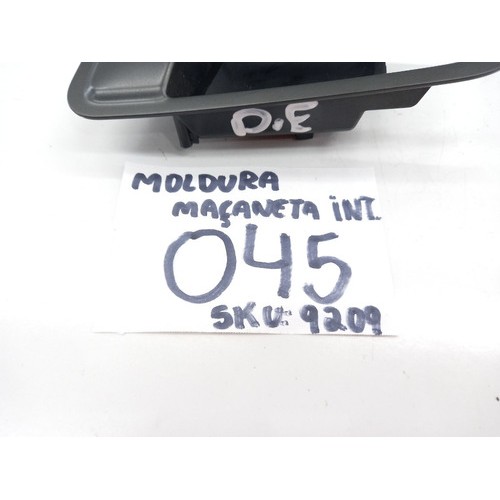 D.E
MOLDURA
MAÇANETA INT.
045
SKU: 9209